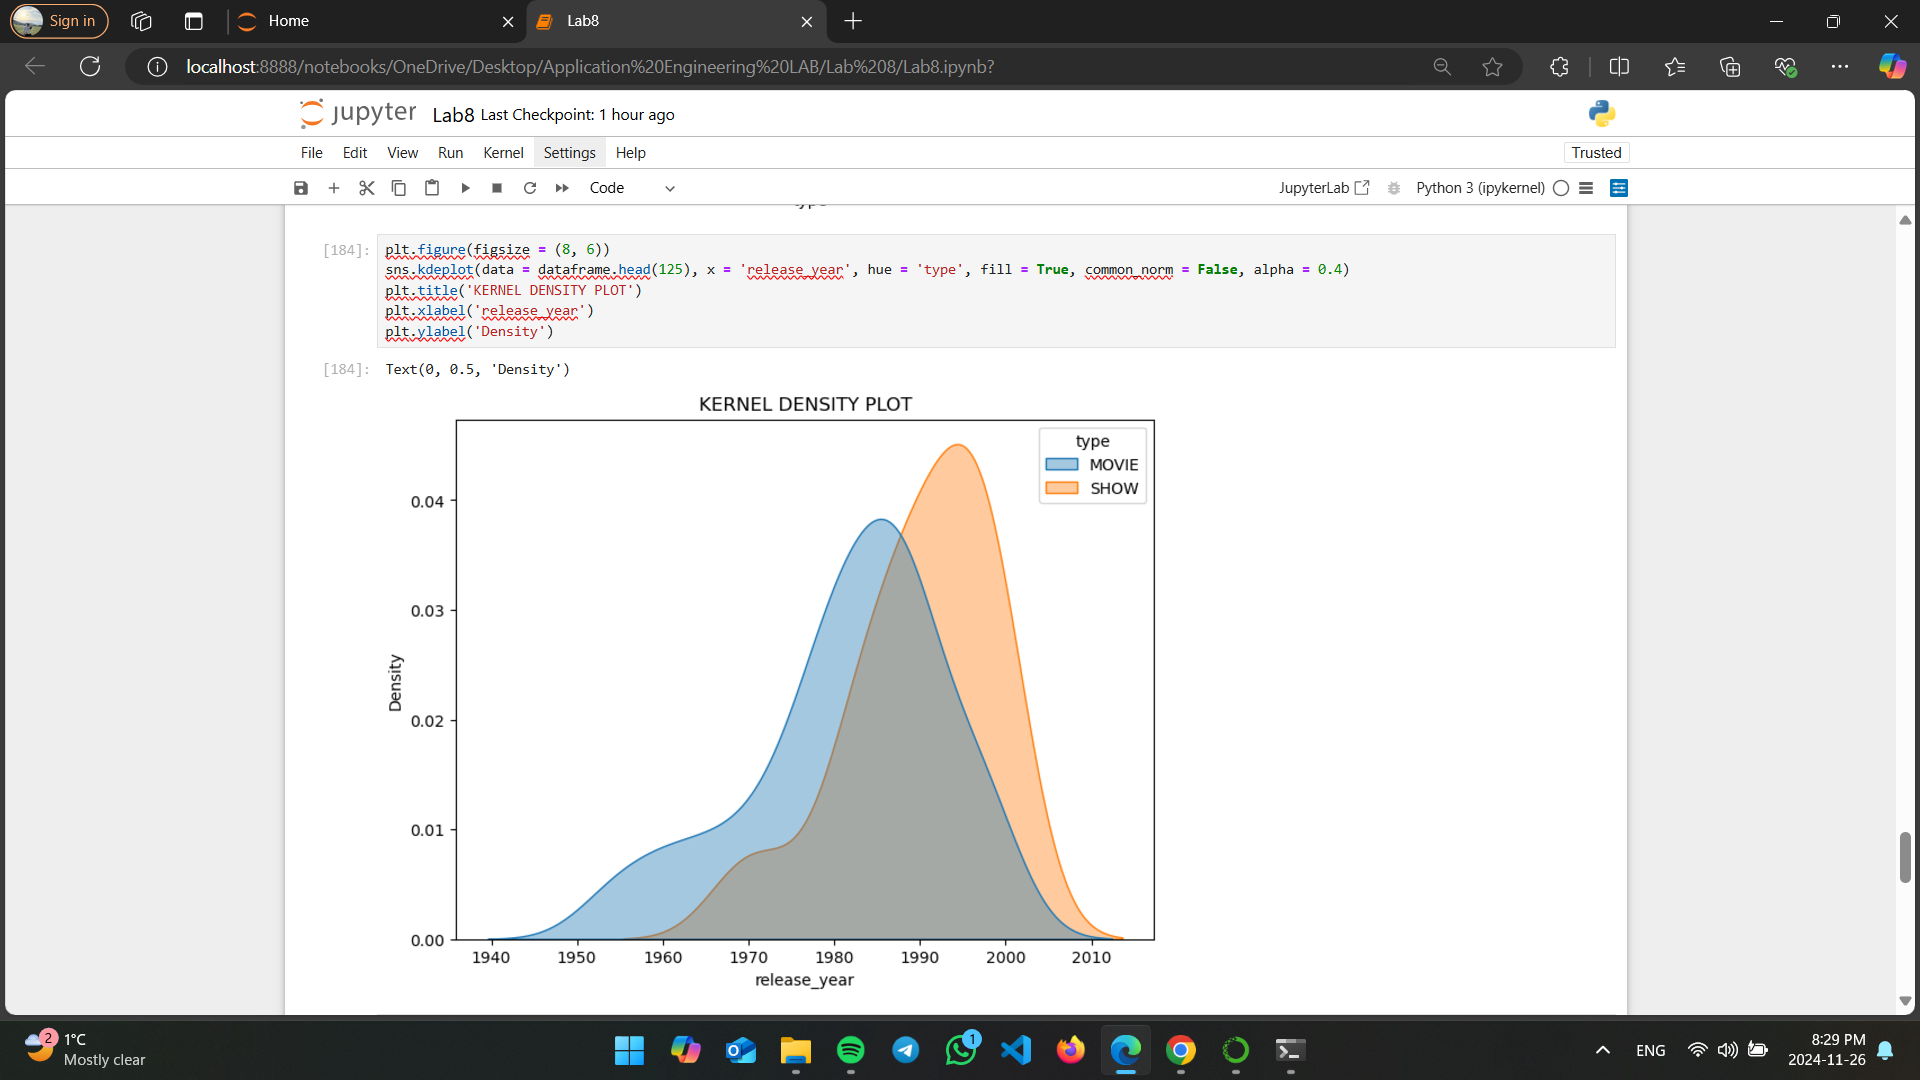 Sign in
Home
Lab8
localhost:8888/notebooks/OneDrive/Desktop/Application%20Engineering%20LAB/Lab%208/Lab8.ipynb?
jupyter Lab8 Last Checkpoint: 1 hour ago
File Edit View Run Kernel Settings Help
Trusted
Code
JupyterLab
Python 3 (ipykernel)
type
[184]:
plt.figure(figsize = (8, 6))
sns.kdeplot(data = dataframe.head(125), x = 'release_year', hue = 'type', fill = True, common_norm = False, alpha = 0.4)
plt.title('KERNEL DENSITY PLOT')
plt.xlabel('release_year')
plt.ylabel('Density')
[184]: Text(0, 0.5, 'Density')
KERNEL DENSITY PLOT
type
MOVIE
SHOW
0.04
0.03
0.02
0.01
0.00
Density
1940 1950 1960 1970 1980 1990 2000 2010
release_year
2
1°C
Mostly clear
1
ENG
8:29 PM
2024-11-26